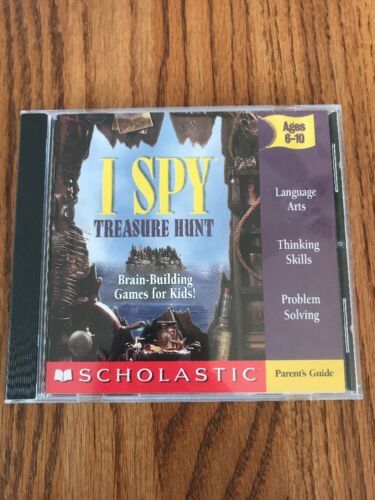 Ages
6-10
I SPY
TREASURE HUNT
Brain-Building
Games for Kids!
Language
Arts
Thinking
Skills
Problem
Solving
SCHOLASTIC
Parent's Guide